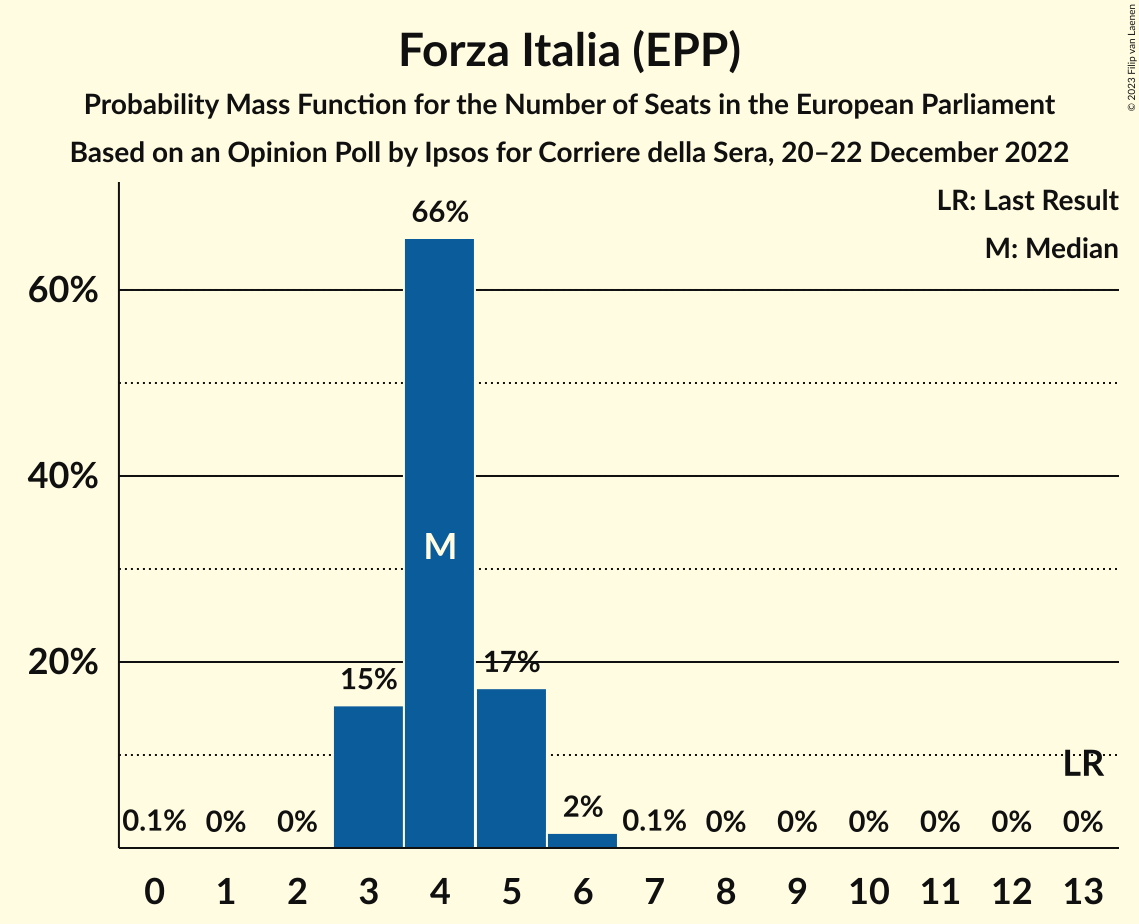 Forza Italia (EPP)
Probability Mass Function for the Number of Seats in the European Parliament
Based on an Opinion Poll by Ipsos for Corriere della Sera, 20–22 December 2022
© 2023 Filip van Laenen
LR: Last Result
M: Median
66%
60%
40%
M
20%
15%
17%
LR
0.1% 0% 0% 2% 0.1% 0% 0% 0% 0% 0% 0%
0 1 2 3 4 5 6 7 8 9 10 11 12 13